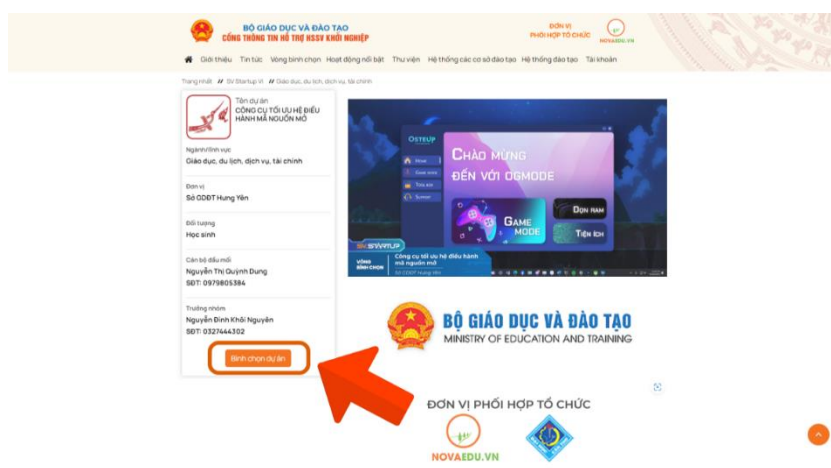 BỘ GIÁO DỤC VÀ ĐÀO TẠO
CỔNG THÔNG TIN HỖ TRỢ HSSV KHỞI NGHIỆP
ĐƠN VỊ
PHỐI HỢP TỔ CHỨC
NOVAEDU.VN
Giới thiệu Tin tức Vòng bình chọn Hoạt động nổi bật Thư viện Hệ thống các cơ sở đào tạo Hệ thống đào tạo Tài khoản
Trang nhất // SV Startup VI // Giáo dục, du lịch, dịch vụ, tài chính
Tên dự án
CÔNG CỤ TỐI ƯU HỆ ĐIỀU
HÀNH MÃ NGUỒN MỞ
Ngành/lĩnh vực
Giáo dục, du lịch, dịch vụ, tài chính
Đơn vị
Sở GDĐT Hưng Yên
Đối tượng
Học sinh
Cán bộ đầu mối
Nguyễn Thị Quỳnh Dung
SĐT: 0979805384
Trưởng nhóm
Nguyễn Đình Khôi Nguyên
SĐT: 0327444302
Bình chọn dự án
OSTEUP
CHÀO MỪNG
ĐẾN VỚI OGMODE
GAME
MODE
DỌN RAM
TIỆN ÍCH
SV.STARTUP
VÒNG
BÌNH CHỌN
Công cụ tối ưu hệ điều hành
mã nguồn mở
Sở GDĐT Hưng Yên
BỘ GIÁO DỤC VÀ ĐÀO TẠO
MINISTRY OF EDUCATION AND TRAINING
ĐƠN VỊ PHỐI HỢP TỔ CHỨC
NOVAEDU.VN